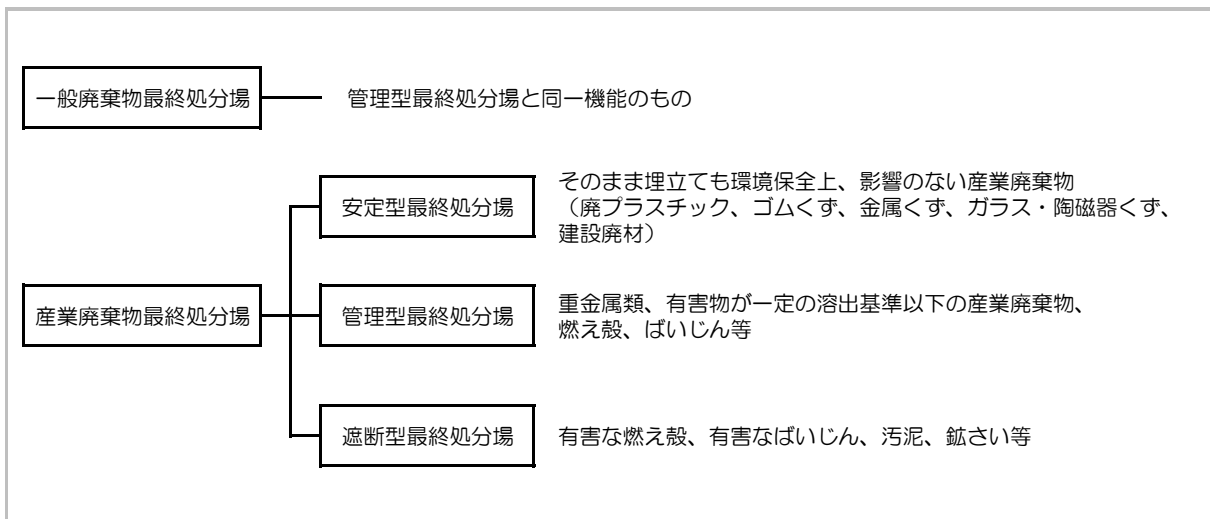 一般廃棄物最終処分場
管理型最終処分場と同一機能のもの
安定型最終処分場
そのまま埋立ても環境保全上、影響のない産業廃棄物
（廃プラスチック、ゴムくず、金属くず、ガラス・陶磁器くず、
建設廃材）
産業廃棄物最終処分場
管理型最終処分場
重金属類、有害物が一定の溶出基準以下の産業廃棄物、
燃え殻、ばいじん等
遮断型最終処分場
有害な燃え殻、有害なばいじん、汚泥、鉱さい等